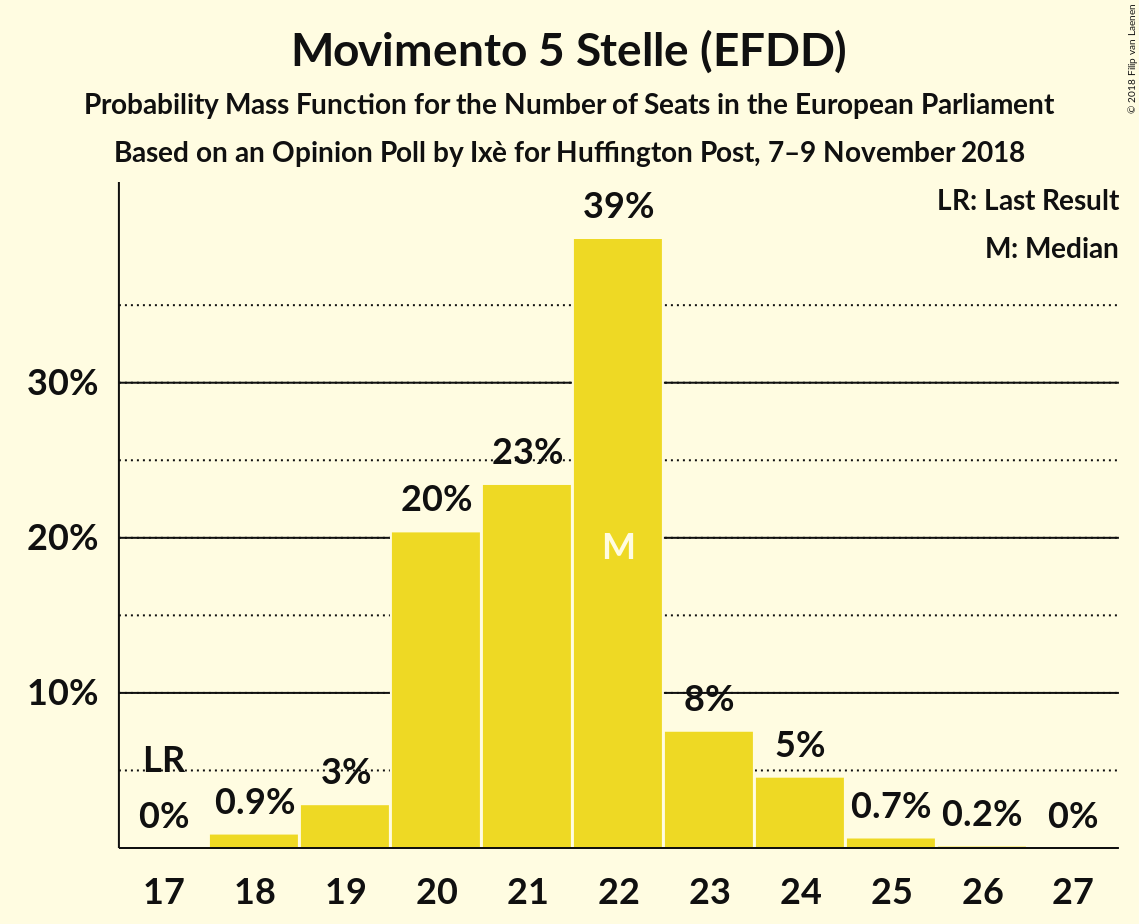 Movimento 5 Stelle (EFDD)
Probability Mass Function for the Number of Seats in the European Parliament
Based on an Opinion Poll by Ixè for Huffington Post, 7–9 November 2018
© 2018 Filip van Laenen
LR: Last Result
M: Median
39%
30%
23%
20%
20%
M
10%
8%
LR
5%
3%
0%
0.9%
0.7%
0.2%
0%
17 18 19 20 21 22 23 24 25 26 27